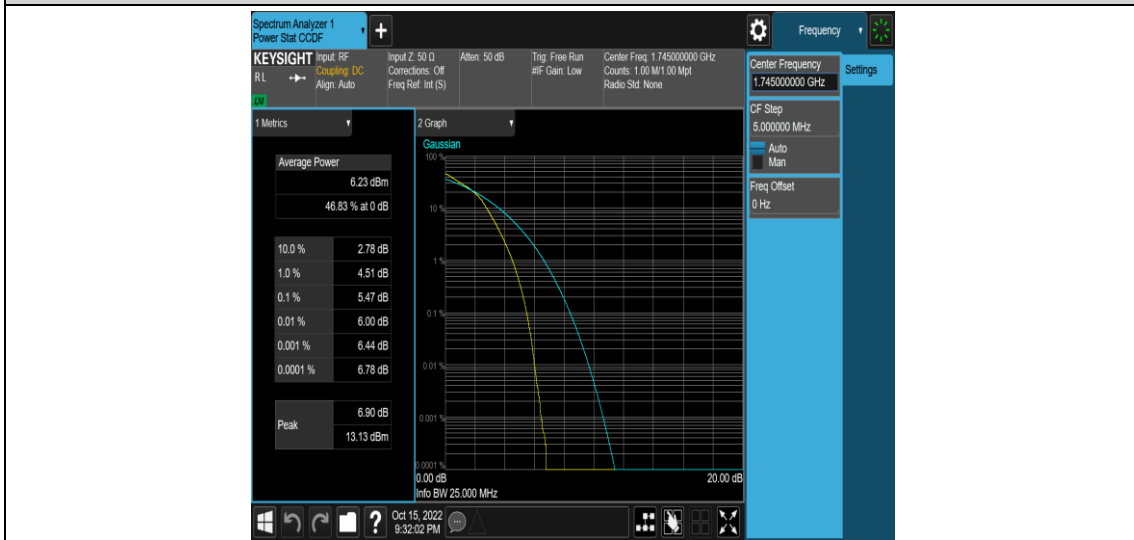 Spectrum Analyzer 1
Power Stat CCDF
Frequency
KEYSIGHT
RL
Input: RF
Coupling: DC
Align: Auto
Input Z: 50 Ω
Corrections: Off
Freq Ref: Int (S)
Atten: 50 dB
Trig: Free Run
#IF Gain: Low
Center Freq: 1.745000000 GHz
Counts: 1.00 M/1.00 Mpt
Radio Std: None
Center Frequency
1.745000000 GHz
Settings
CF Step
5.000000 MHz
Auto
Man
Freq Offset
0 Hz
1 Metrics
Average Power
6.23 dBm
46.83 % at 0 dB
10.0 % 2.78 dB
1.0 % 4.51 dB
0.1 % 5.47 dB
0.01 % 6.00 dB
0.001 % 6.44 dB
0.0001 % 6.78 dB
Peak
6.90 dB
13.13 dBm
2 Graph
Gaussian
100 %
10 %
1 %
0.1 %
0.01 %
0.001 %
0.0001 %
0.00 dB 20.00 dB
Info BW 25.000 MHz
Oct 15, 2022
9:32:02 PM